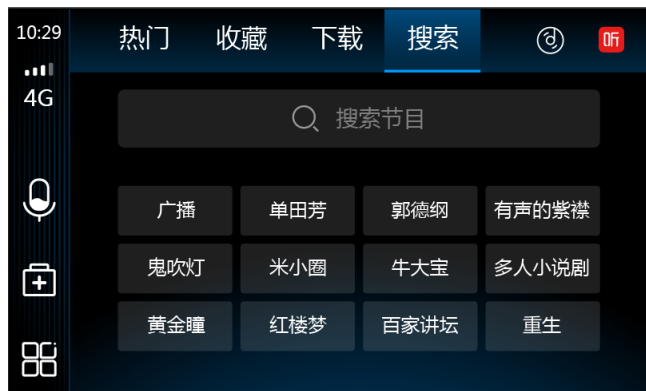 10:29
4G
热门 收藏 下载 搜索
听
搜索节目
广播 单田芳 郭德纲 有声的紫襟
鬼吹灯 米小圈 牛大宝 多人小说剧
黄金瞳 红楼梦 百家讲坛 重生